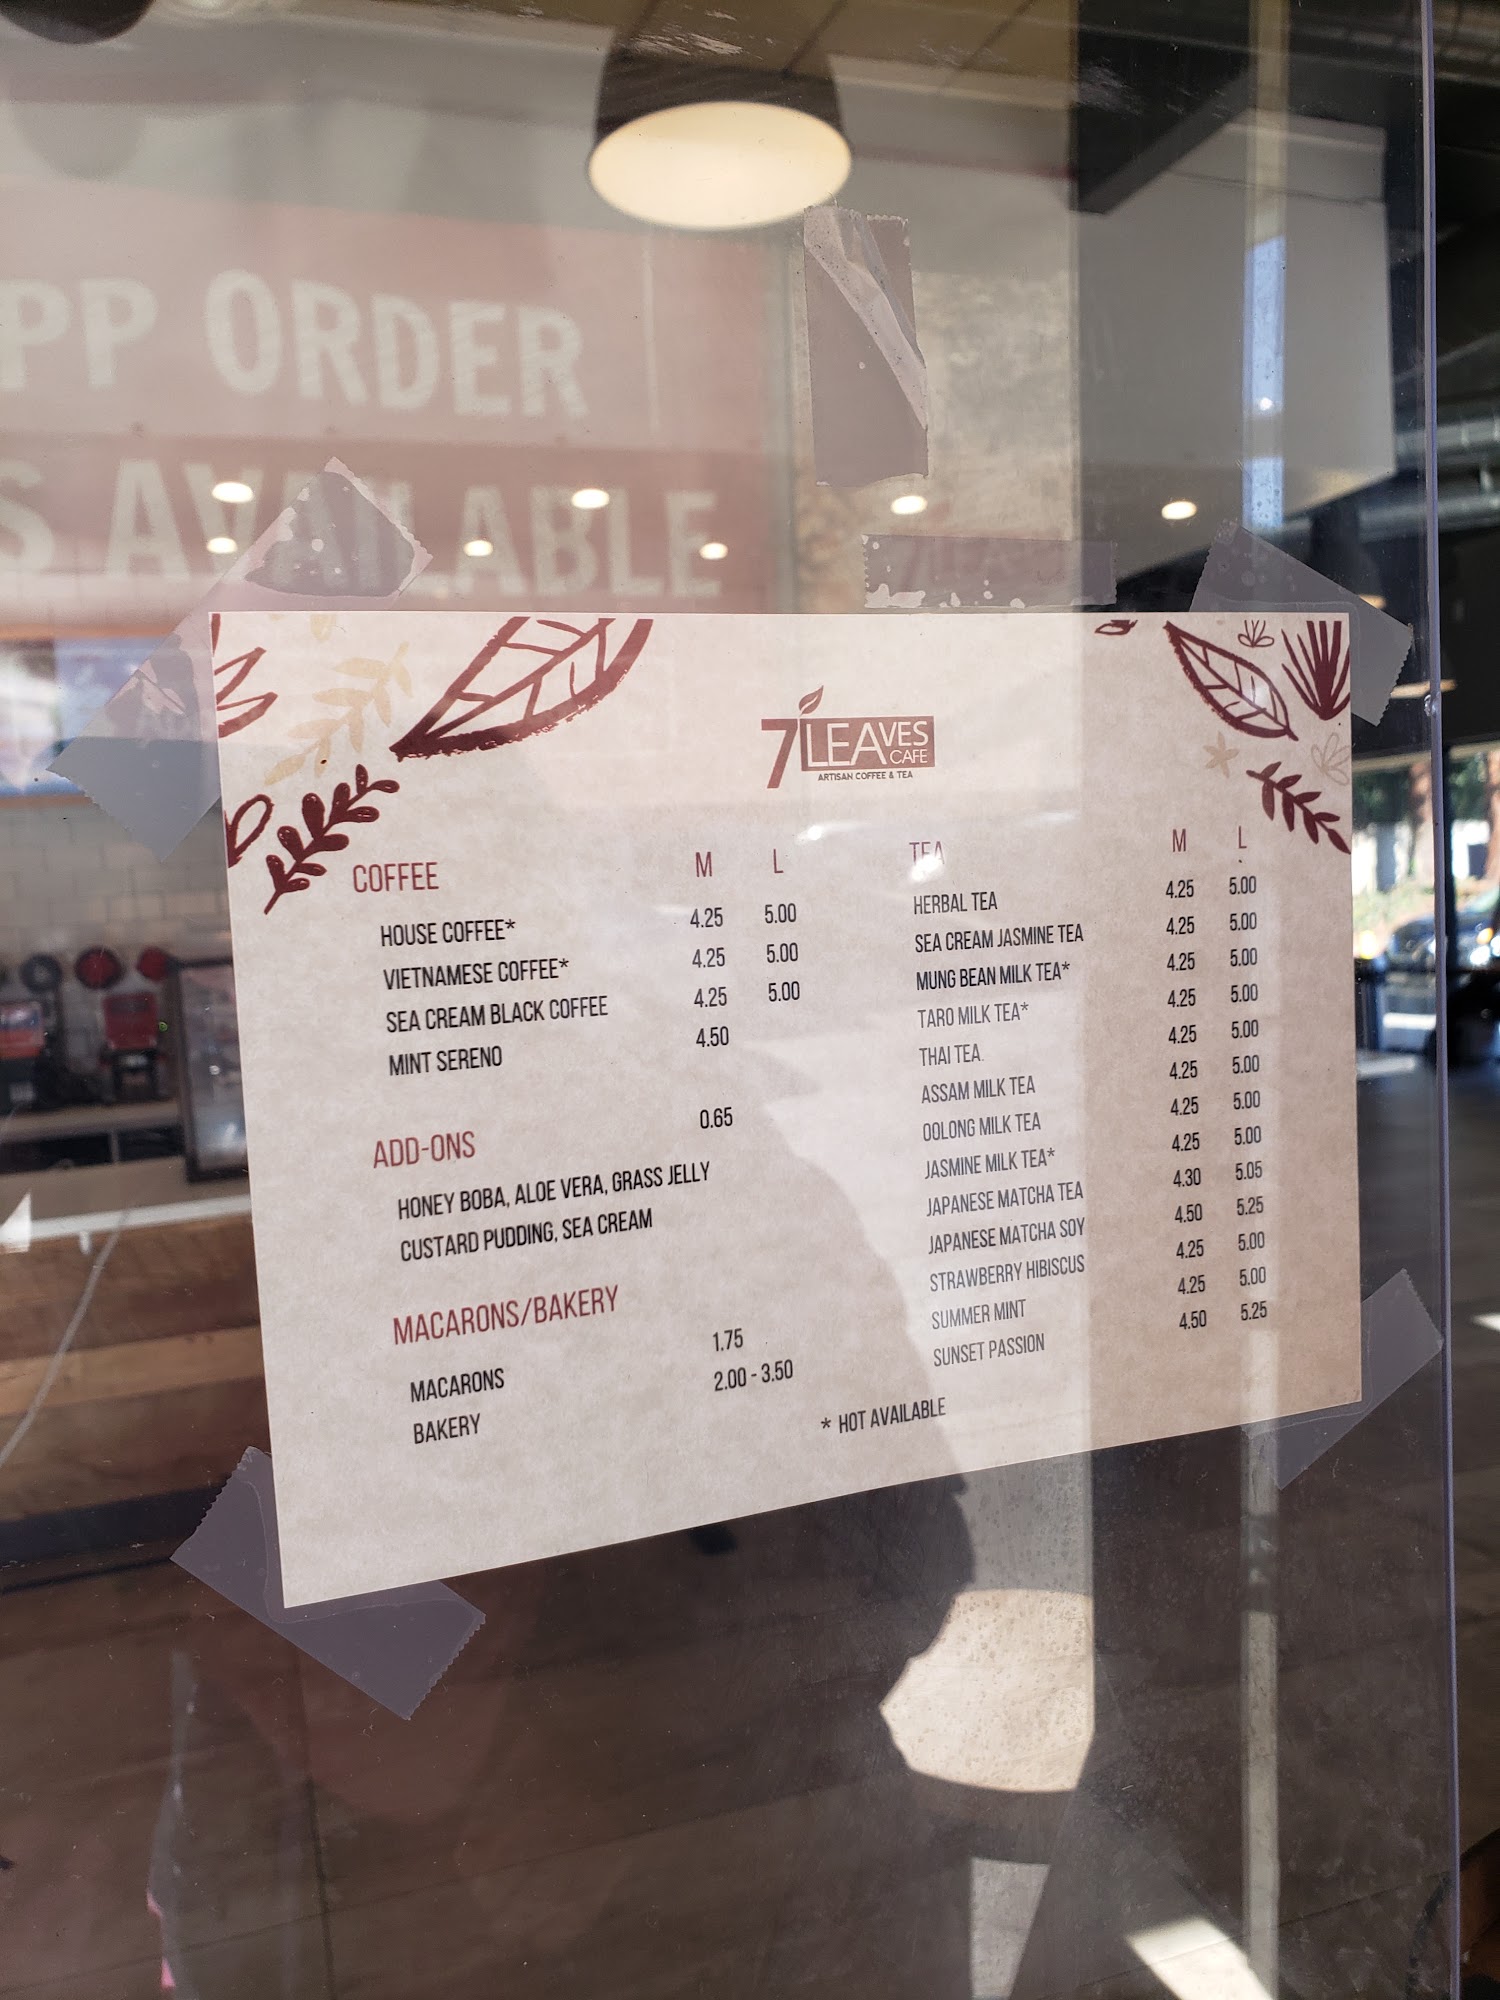 PP ORDER
S AVAILABLE
7 LEAVES CAFE
ARTISAN COFFEE & TEA
COFFEE M L
HOUSE COFFEE* 4.25 5.00
VIETNAMESE COFFEE* 4.25 5.00
SEA CREAM BLACK COFFEE 4.25 5.00
MINT SERENO 4.50
ADD-ONS 0.65
HONEY BOBA, ALOE VERA, GRASS JELLY
CUSTARD PUDDING, SEA CREAM
MACARONS/BAKERY
MACARONS 1.75
BAKERY 2.00 - 3.50
TEA M L
HERBAL TEA 4.25 5.00
SEA CREAM JASMINE TEA 4.25 5.00
MUNG BEAN MILK TEA* 4.25 5.00
TARO MILK TEA* 4.25 5.00
THAI TEA 4.25 5.00
ASSAM MILK TEA 4.25 5.00
OOLONG MILK TEA 4.25 5.00
JASMINE MILK TEA* 4.25 5.00
JAPANESE MATCHA TEA 4.30 5.05
JAPANESE MATCHA SOY 4.50 5.25
STRAWBERRY HIBISCUS 4.25 5.00
SUMMER MINT 4.25 5.00
SUNSET PASSION 4.50 5.25
* HOT AVAILABLE